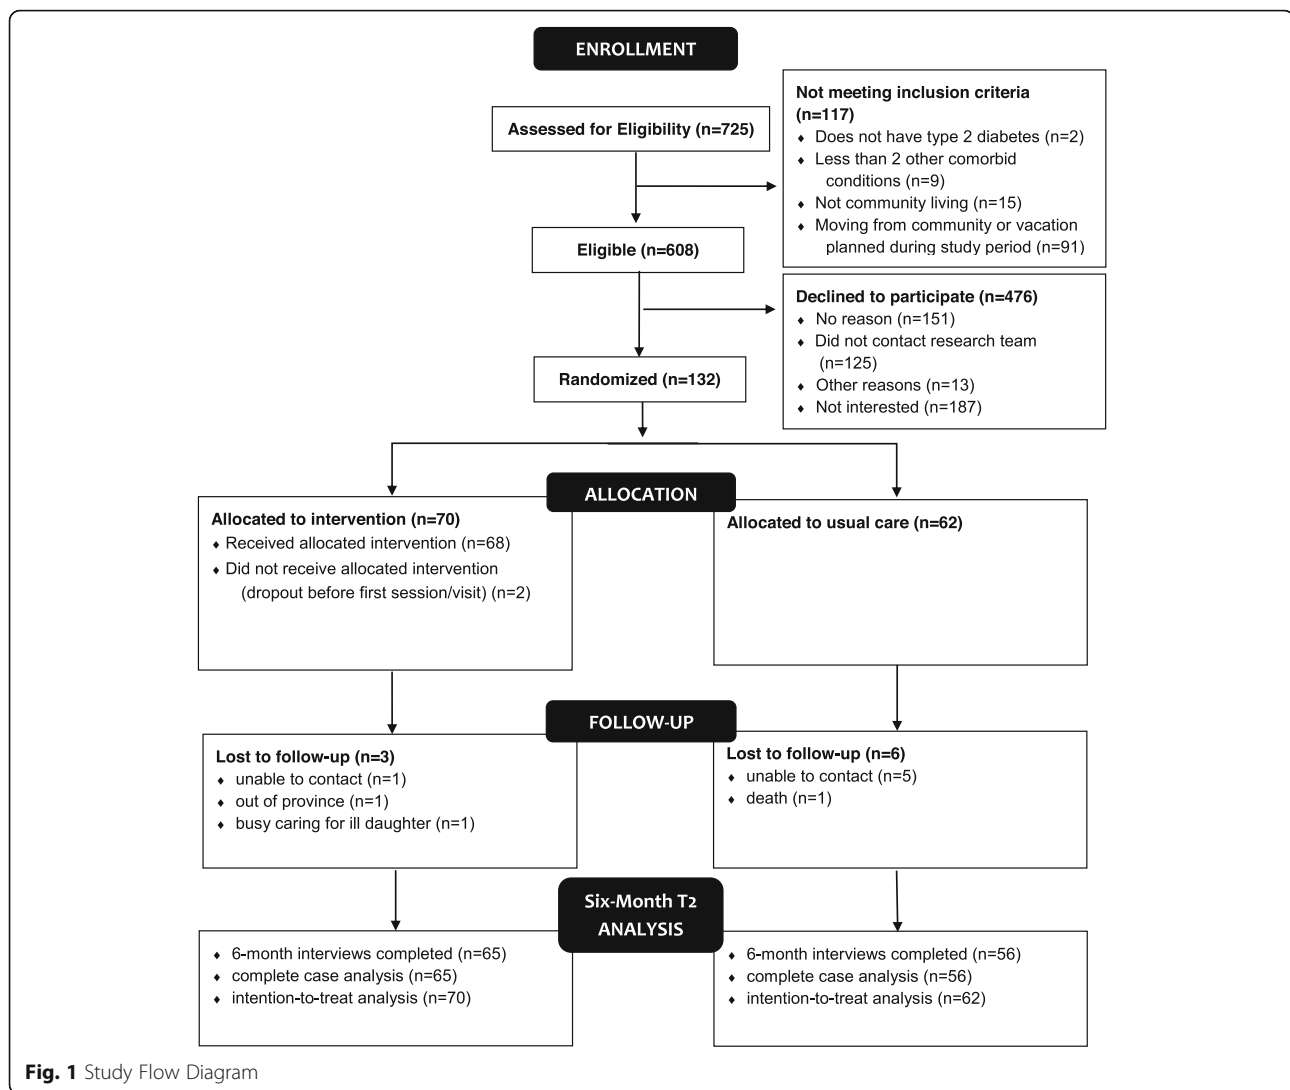 ENROLLMENT
Assessed for Eligibility (n=725)
Not meeting inclusion criteria
(n=117)
♦ Does not have type 2 diabetes (n=2)
♦ Less than 2 other comorbid
conditions (n=9)
♦ Not community living (n=15)
♦ Moving from community or vacation
planned during study period (n=91)
Eligible (n=608)
Declined to participate (n=476)
♦ No reason (n=151)
♦ Did not contact research team
(n=125)
♦ Other reasons (n=13)
♦ Not interested (n=187)
Randomized (n=132)
ALLOCATION
Allocated to intervention (n=70)
♦ Received allocated intervention (n=68)
♦ Did not receive allocated intervention
(dropout before first session/visit) (n=2)
Allocated to usual care (n=62)
FOLLOW-UP
Lost to follow-up (n=3)
♦ unable to contact (n=1)
♦ out of province (n=1)
♦ busy caring for ill daughter (n=1)
Lost to follow-up (n=6)
♦ unable to contact (n=5)
♦ death (n=1)
Six-Month T2
ANALYSIS
♦ 6-month interviews completed (n=65)
♦ complete case analysis (n=65)
♦ intention-to-treat analysis (n=70)
♦ 6-month interviews completed (n=56)
♦ complete case analysis (n=56)
♦ intention-to-treat analysis (n=62)
Fig. 1 Study Flow Diagram